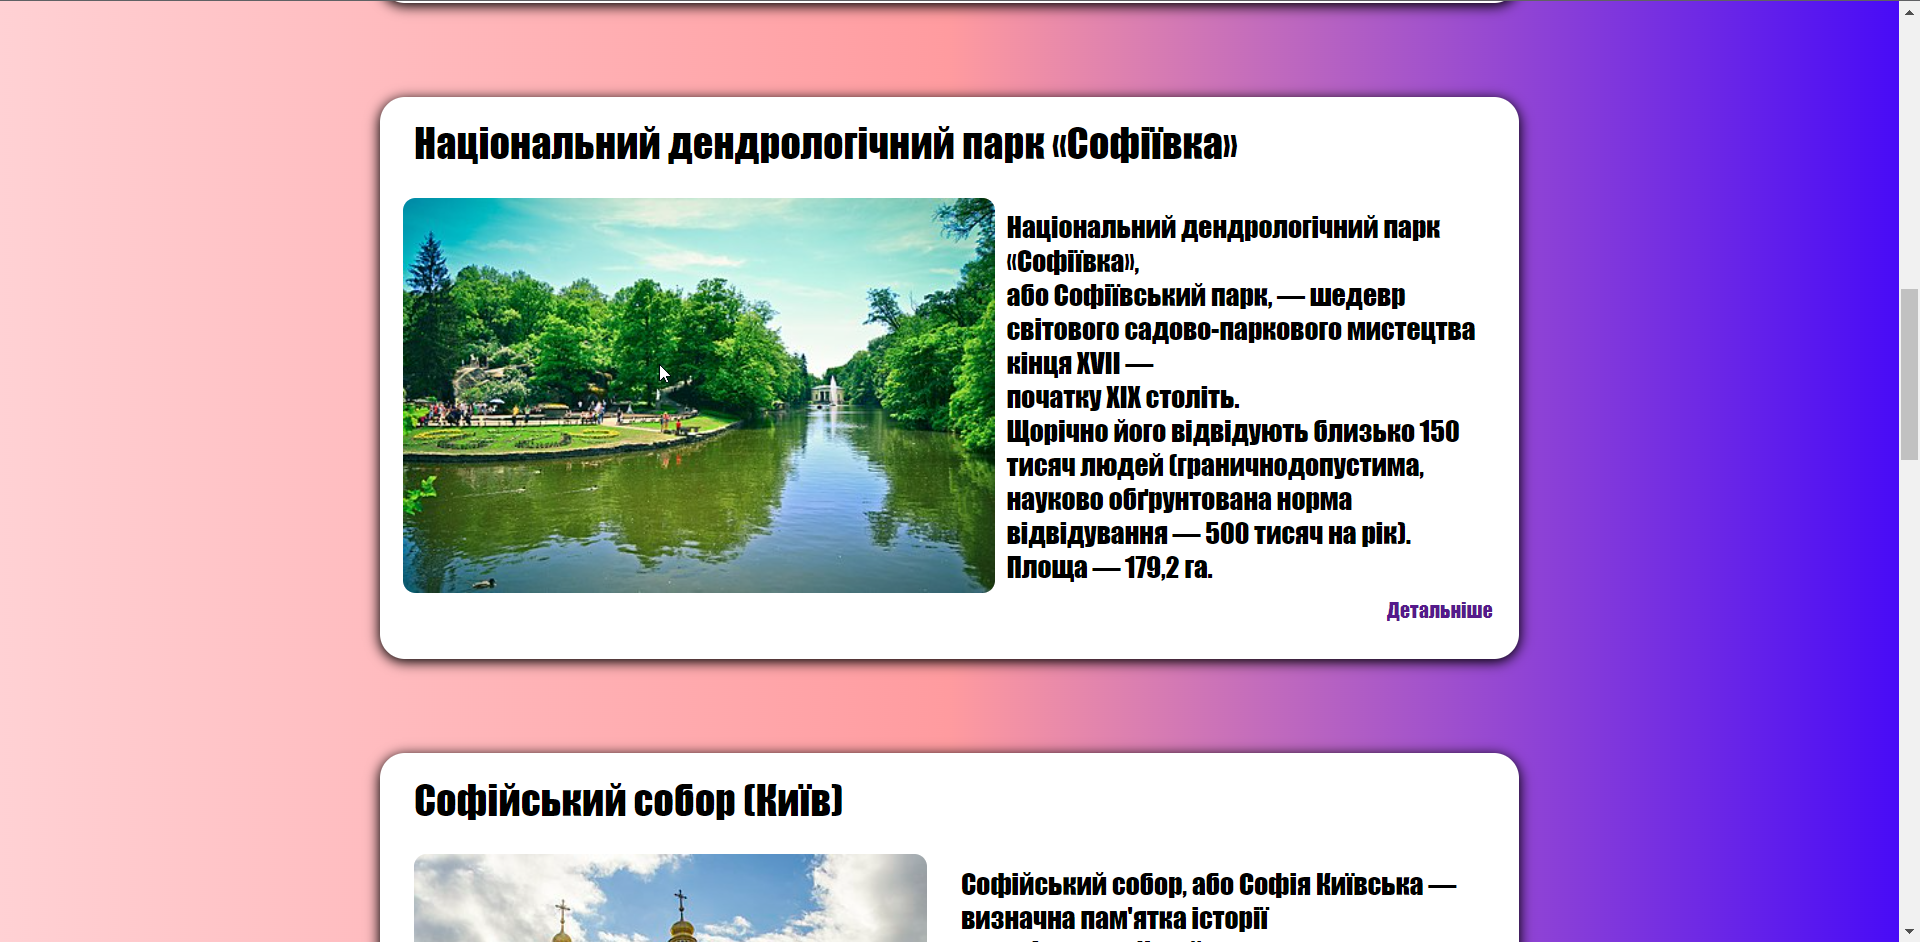 Національний дендрологічний парк «Софіївка»
Національний дендрологічний парк
«Софіївка»,
або Софіївський парк, — шедевр
світового садово-паркового мистецтва
кінця XVII —
початку XIX століть.
Щорічно його відвідують близько 150
тисяч людей (граничнодопустима,
науково обґрунтована норма
відвідування — 500 тисяч на рік).
Площа — 179,2 га.
Детальніше
Софійський собор (Київ)
Софійський собор, або Софія Київська —
визначна пам'ятка історії